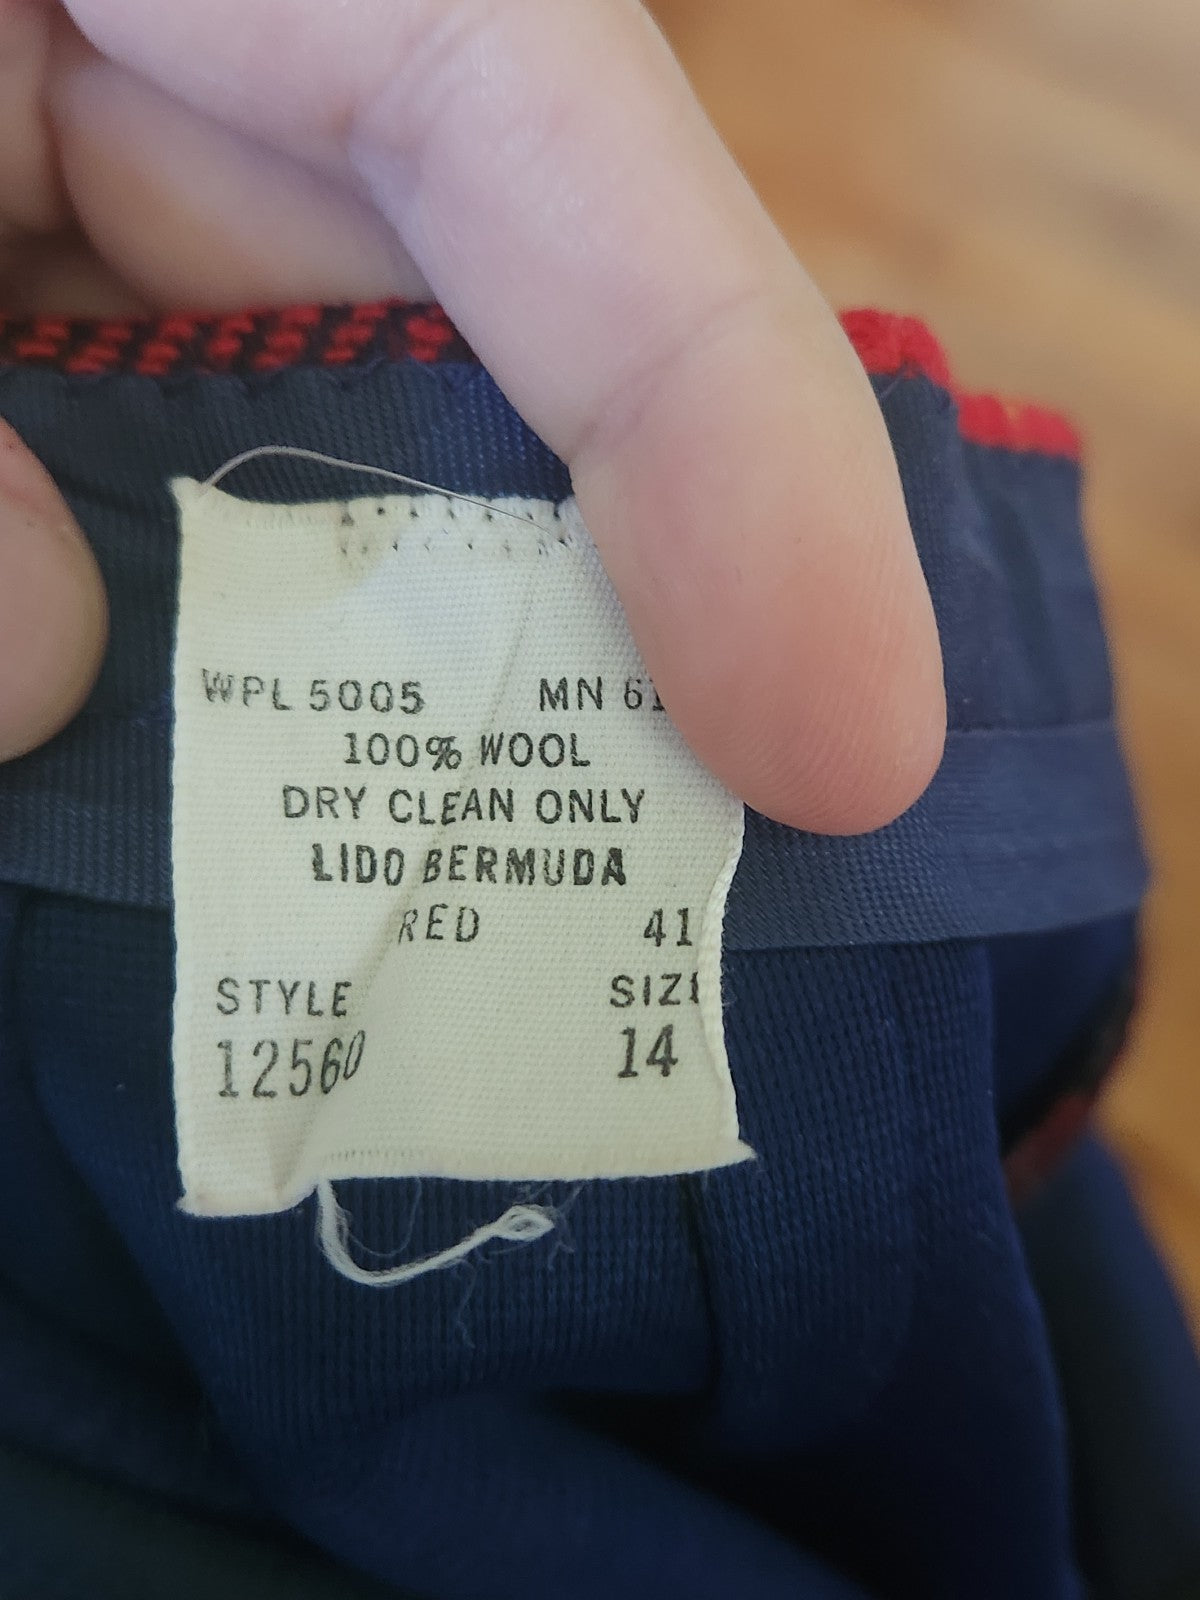 WPL 5005 MN 61
100% WOOL
DRY CLEAN ONLY
LIDO BERMUDA
RED 41
STYLE SIZE
12560 14